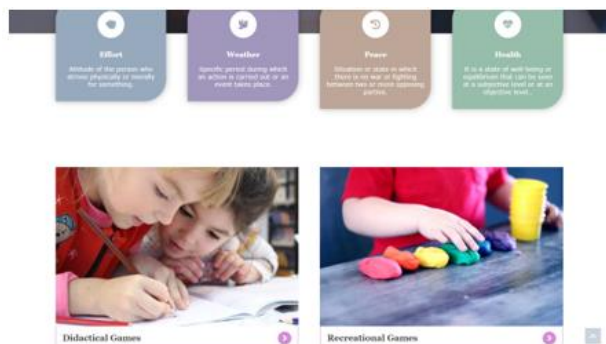 Effort
Attitude of the person who
strives physically or morally
for something.
Weather
Specific period during which
an action is carried out or an
event takes place.
Peace
Situation or state in which
there is no war or fighting
between two or more opposing
parties.
Health
It is a state of well-being or
equilibrium that can be seen
at a subjective level or at an
objective level.
Didactical Games
Recreational Games